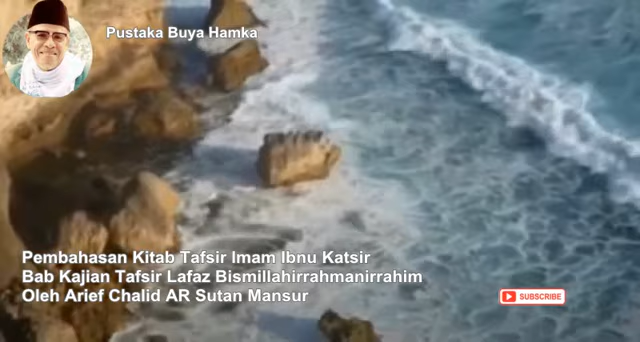 Pustaka Buya Hamka
Pembahasan Kitab Tafsir Imam Ibnu Katsir
Bab Kajian Tafsir Lafaz Bismillahirrahmanirrahim
Oleh Arief Chalid AR Sutan Mansur
SUBSCRIBE